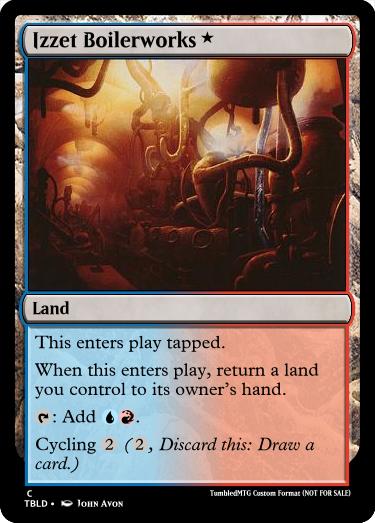 Izzet Boilerworks ★
Land
This enters play tapped.
When this enters play, return a land
you control to its owner's hand.
: Add .
Cycling 2 (2, Discard this: Draw a
card.)
C
TBLD • John Avon
TumbledMTG Custom Format (NOT FOR SALE)